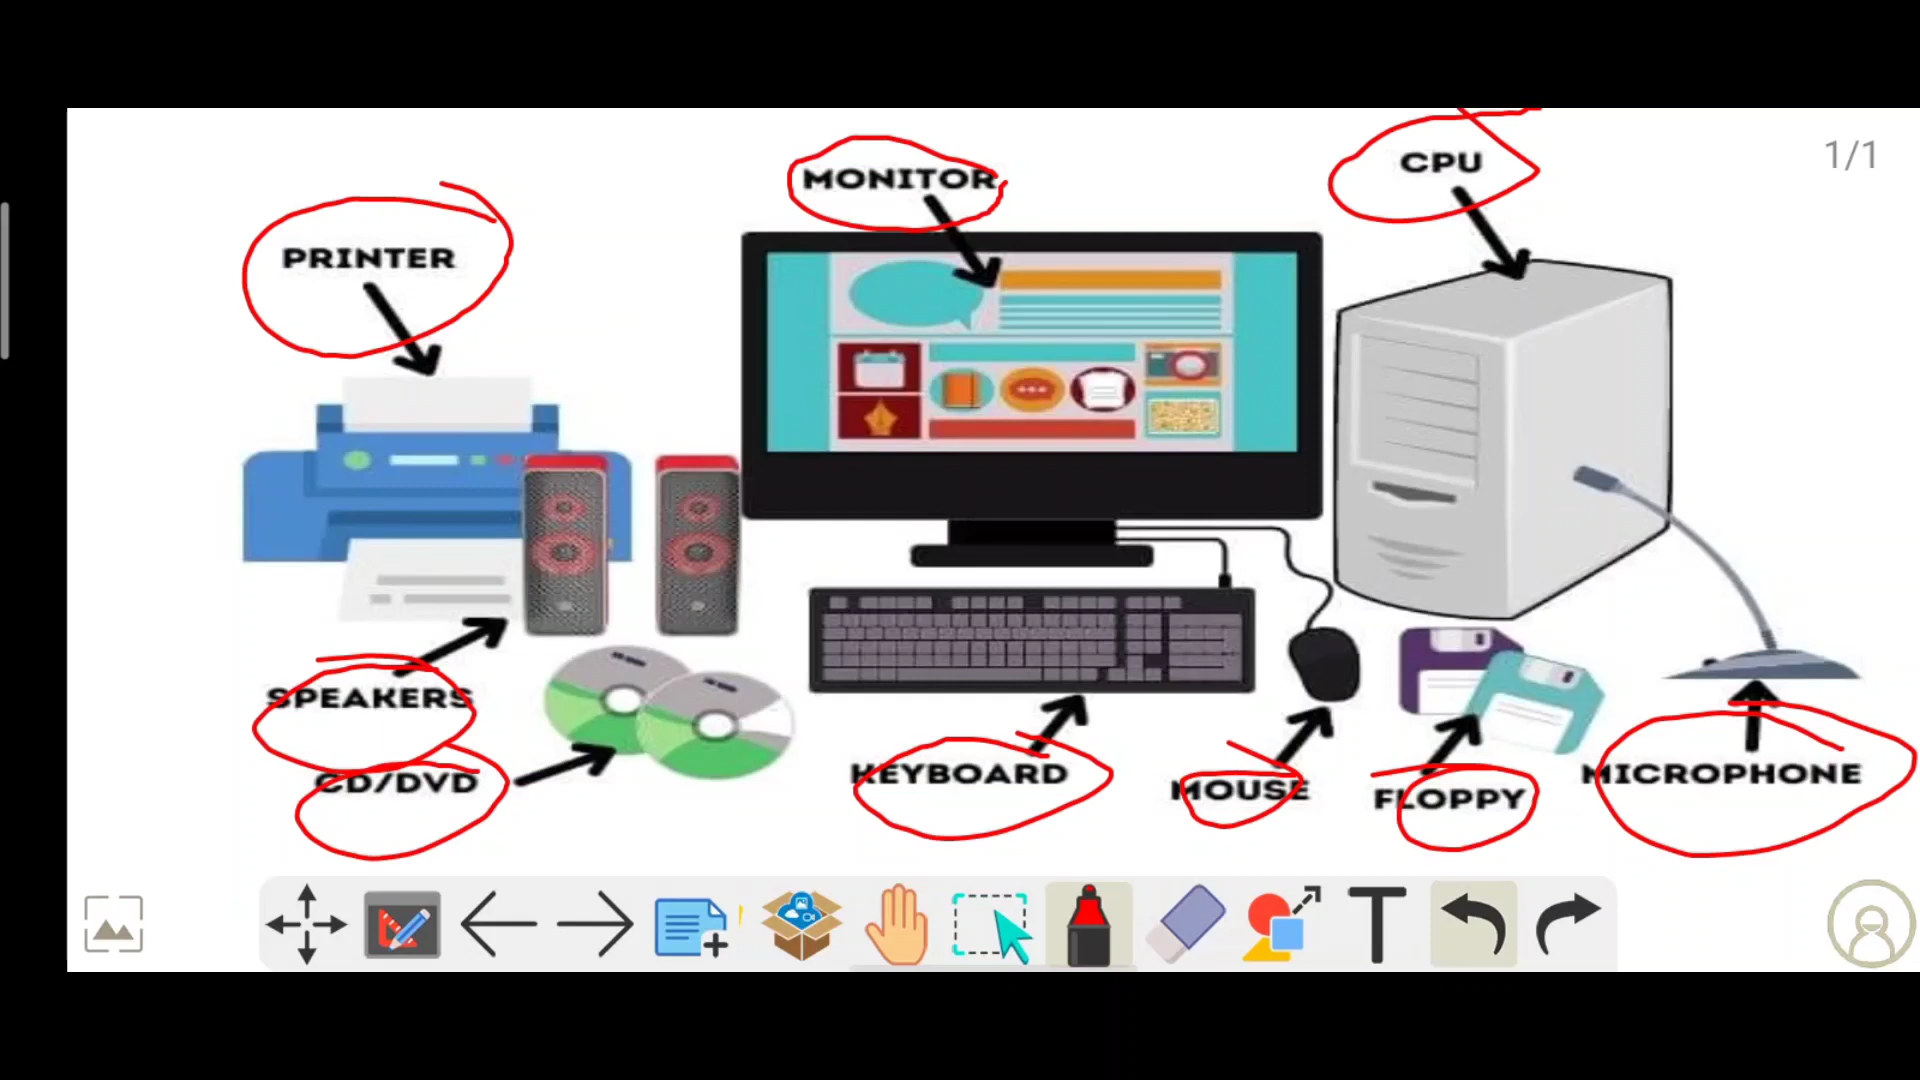 MONITOR
CPU
1/1
PRINTER
SPEAKERS
CD/DVD
KEYBOARD
MOUSE
FLOPPY
MICROPHONE
T